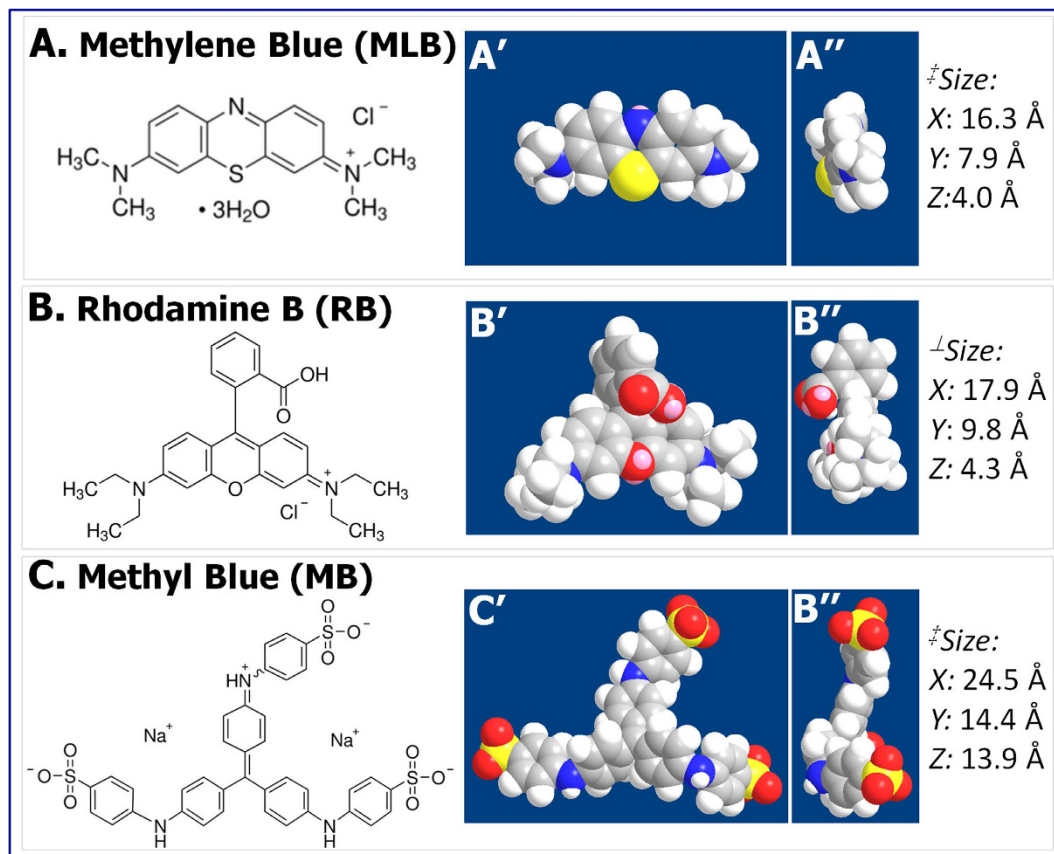 A. Methylene Blue (MLB)
A′
A″
‡Size:
X: 16.3 Å
Y: 7.9 Å
Z:4.0 Å
N
Cl⁻
H₃C
N
CH₃
S
N⁺
CH₃
CH₃
• 3H₂O
B. Rhodamine B (RB)
B′
B″
⊥Size:
X: 17.9 Å
Y: 9.8 Å
Z: 4.3 Å
OH
O
H₃C
N
O
N⁺
CH₃
H₃C
Cl⁻
CH₃
C. Methyl Blue (MB)
C′
B″
‡Size:
X: 24.5 Å
Y: 14.4 Å
Z: 13.9 Å
O
S
O⁻
O
HN⁺
Na⁺
Na⁺
O
⁻O
S
O
O
S
O⁻
O
N
H
N
H